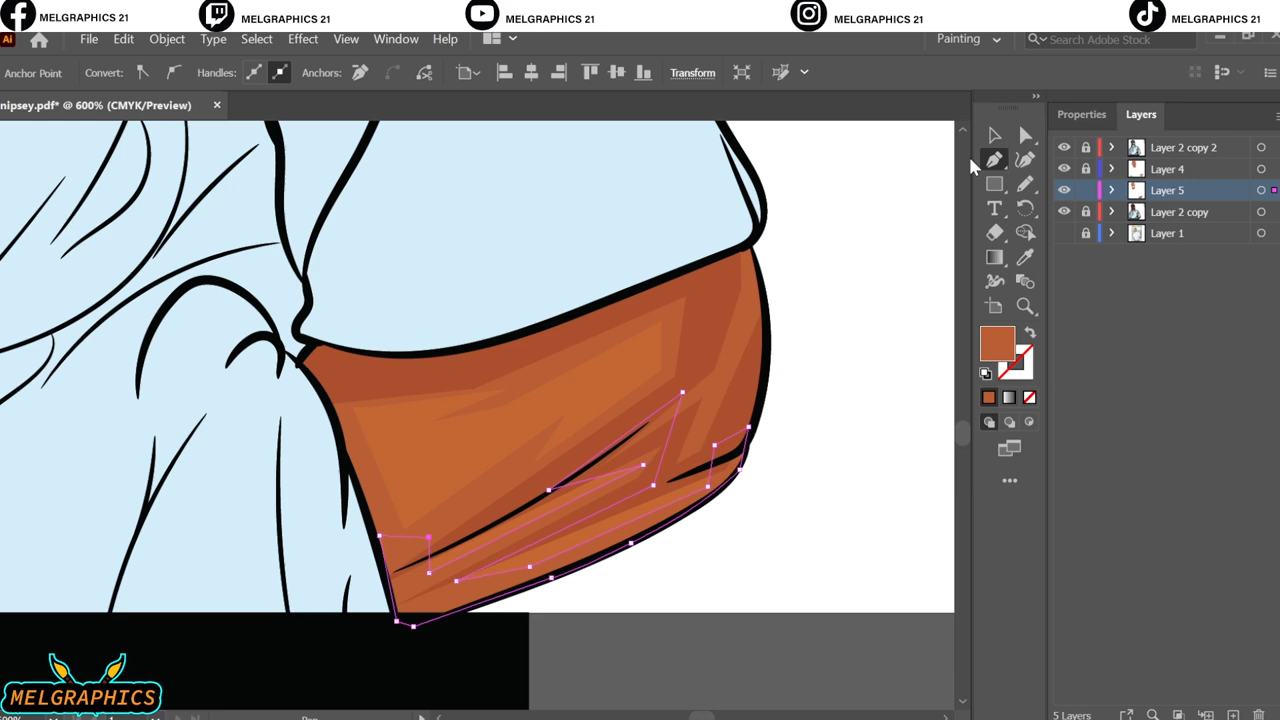 MELGRAPHICS 21 MELGRAPHICS 21 MELGRAPHICS 21 MELGRAPHICS 21 MELGRAPHICS 21
Ai File Edit Object Type Select Effect View Window Help Painting Search Adobe Stock
Anchor Point Convert: Handles: Anchors: Transform
nipsey.pdf* @ 600% (CMYK/Preview) ×
Properties Layers
Layer 2 copy 2
Layer 4
Layer 5
Layer 2 copy
Layer 1
MELGRAPHICS
5 Layers